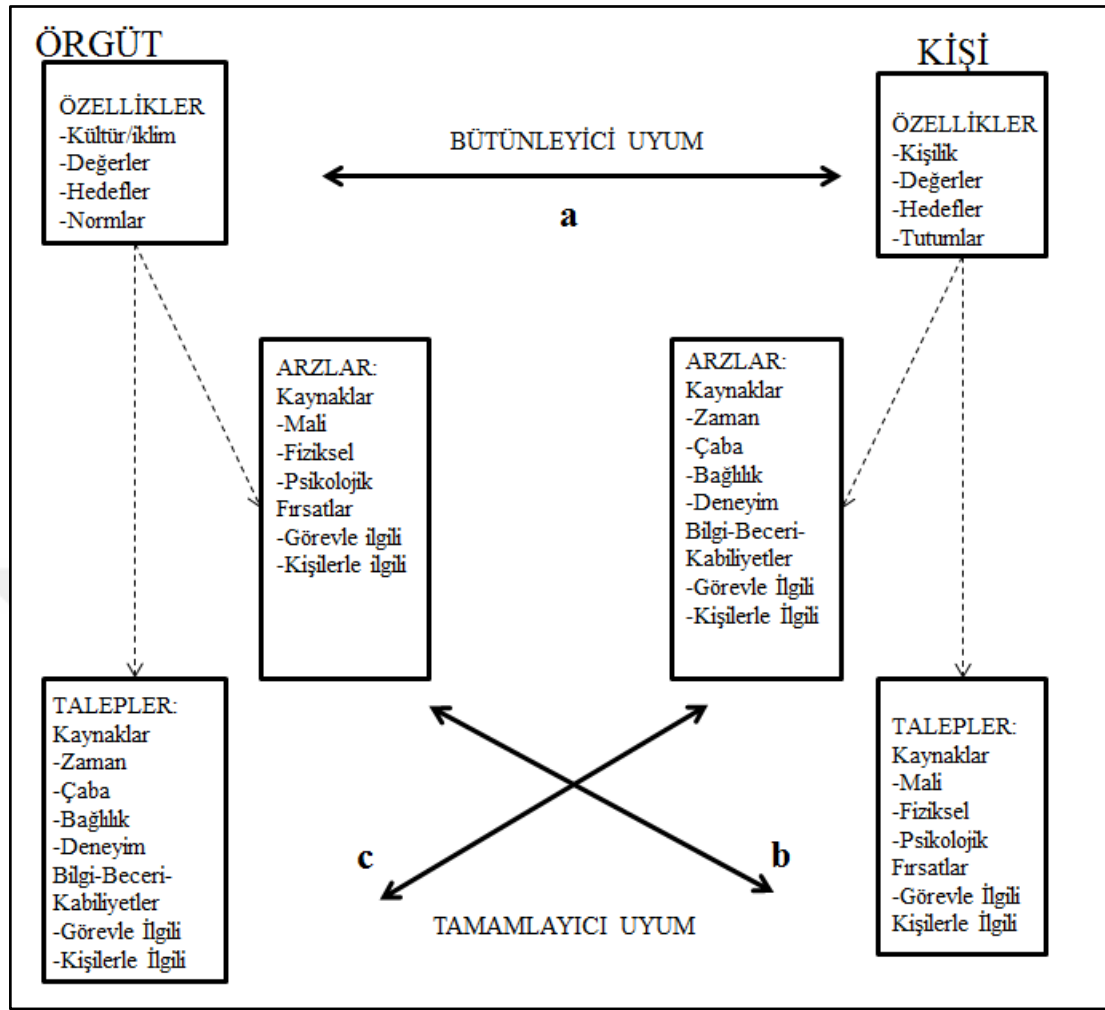 ÖRGÜT
ÖZELLİKLER
-Kültür/iklim
-Değerler
-Hedefler
-Normlar
BÜTÜNLEYİCİ UYUM
a
KİŞİ
ÖZELLİKLER
-Kişilik
-Değerler
-Hedefler
-Tutumlar
ARZLAR:
Kaynaklar
-Mali
-Fiziksel
-Psikolojik
Fırsatlar
-Görevle ilgili
-Kişilerle ilgili
ARZLAR:
Kaynaklar
-Zaman
-Çaba
-Bağlılık
-Deneyim
Bilgi-Beceri-
Kabiliyetler
-Görevle İlgili
-Kişilerle İlgili
TALEPLER:
Kaynaklar
-Zaman
-Çaba
-Bağlılık
-Deneyim
Bilgi-Beceri-
Kabiliyetler
-Görevle İlgili
-Kişilerle İlgili
c
b
TAMAMLAYICI UYUM
TALEPLER:
Kaynaklar
-Mali
-Fiziksel
-Psikolojik
Fırsatlar
-Görevle İlgili
Kişilerle İlgili